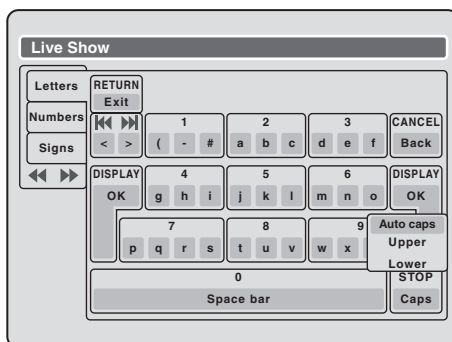 Live Show
Letters
Numbers
Signs
RETURN
Exit
< >
1
( - #
2
a b c
3
d e f
CANCEL
Back
DISPLAY
OK
4
g h i
5
j k l
6
m n o
DISPLAY
OK
7
p q r s
8
t u v
9
w x
Auto caps
Upper
Lower
0
Space bar
STOP
Caps